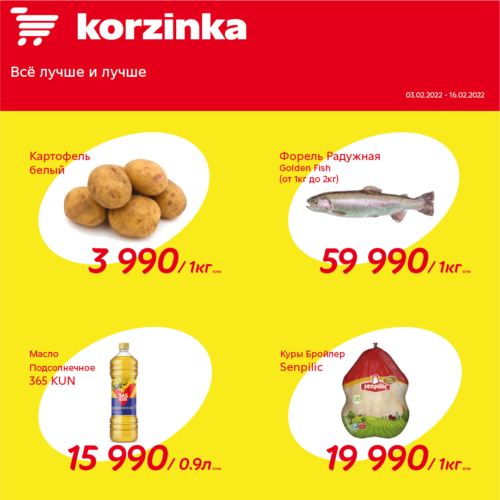 korzinka
Всё лучше и лучше
03.02.2022 - 16.02.2022
Картофель
белый
3 990/1кг
Форель Радужная
Golden Fish
(от 1кг до 2кг)
59 990/1кг
Масло
Подсолнечное
365 KUN
15 990/0.9л
Куры Бройлер
Senpilic
Senpiliç
19 990/1кг